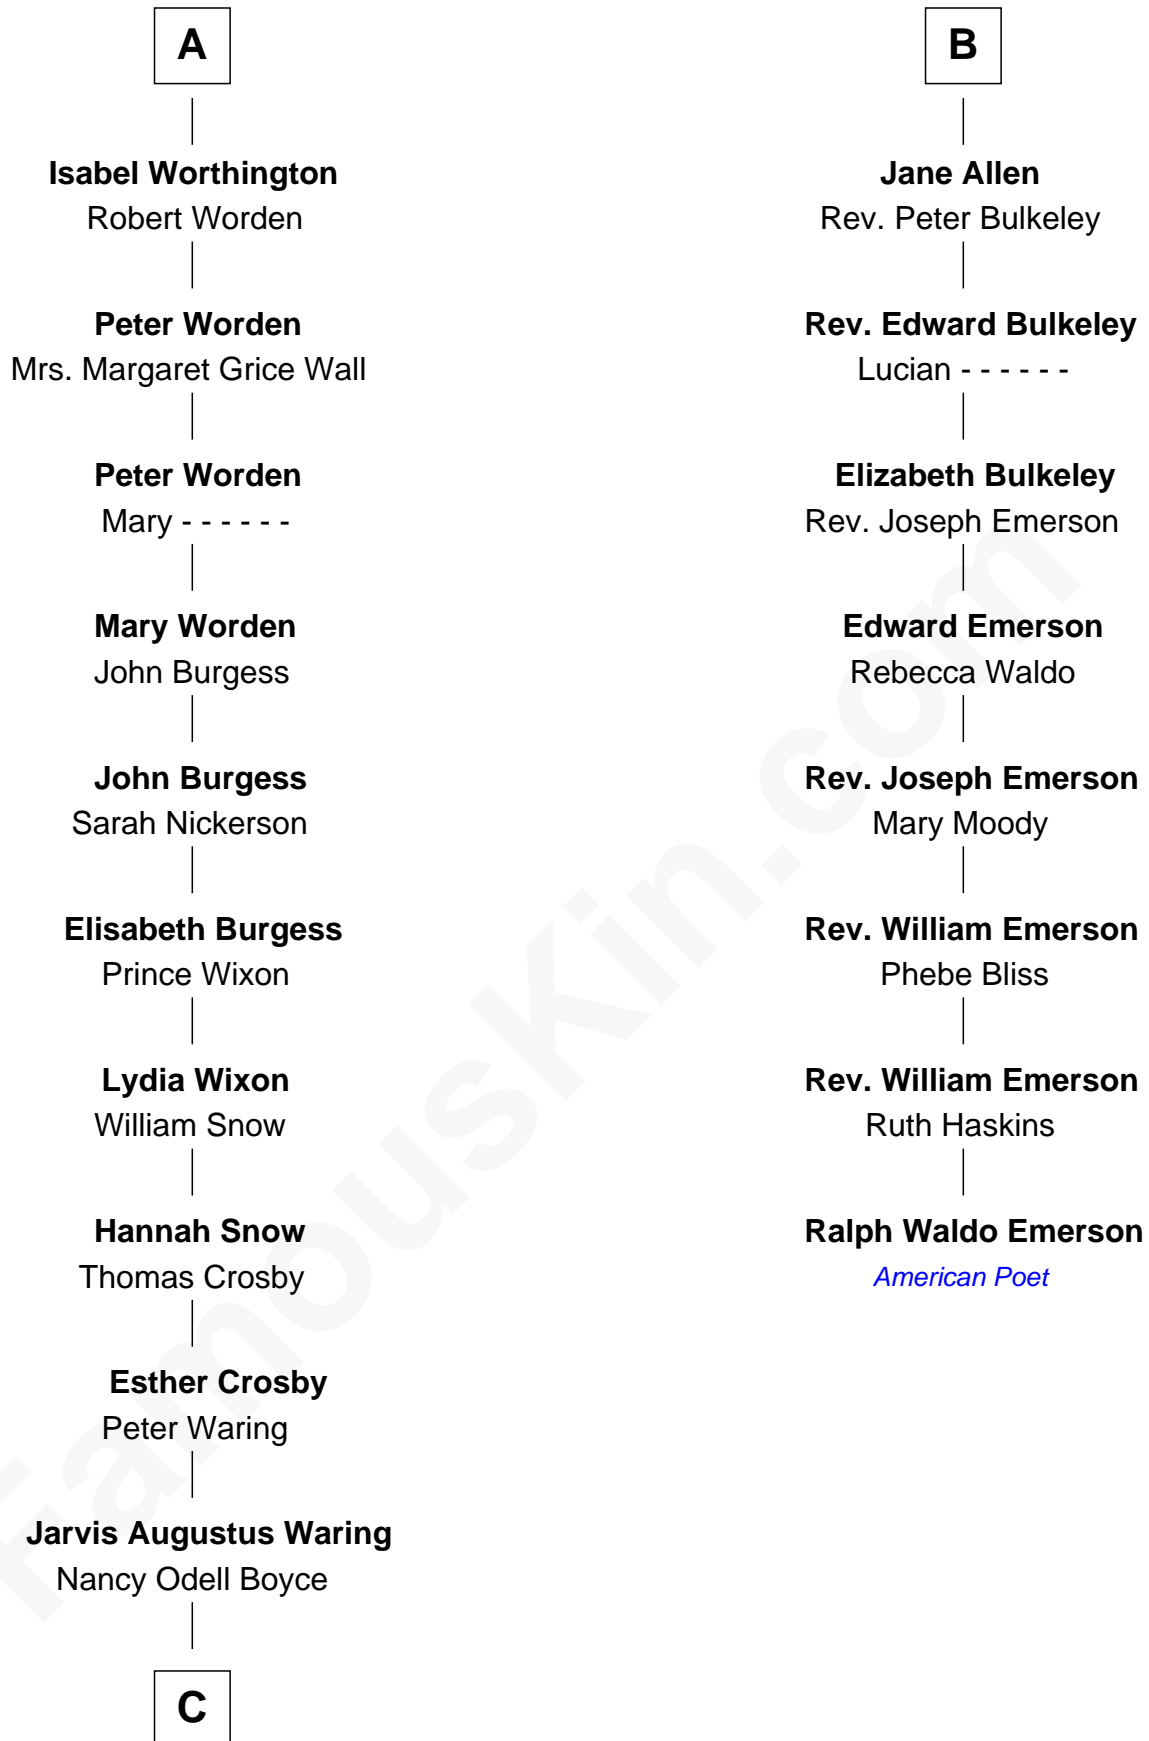 A
Isabel Worthington
Robert Worden
Peter Worden
Mrs. Margaret Grice Wall
Peter Worden
Mary - - - - - -
Mary Worden
John Burgess
John Burgess
Sarah Nickerson
Elisabeth Burgess
Prince Wixon
Lydia Wixon
William Snow
Hannah Snow
Thomas Crosby
Esther Crosby
Peter Waring
Jarvis Augustus Waring
Nancy Odell Boyce
C
B
Jane Allen
Rev. Peter Bulkeley
Rev. Edward Bulkeley
Lucian - - - - - -
Elizabeth Bulkeley
Rev. Joseph Emerson
Edward Emerson
Rebecca Waldo
Rev. Joseph Emerson
Mary Moody
Rev. William Emerson
Phebe Bliss
Rev. William Emerson
Ruth Haskins
Ralph Waldo Emerson
American Poet
FamousKin.com